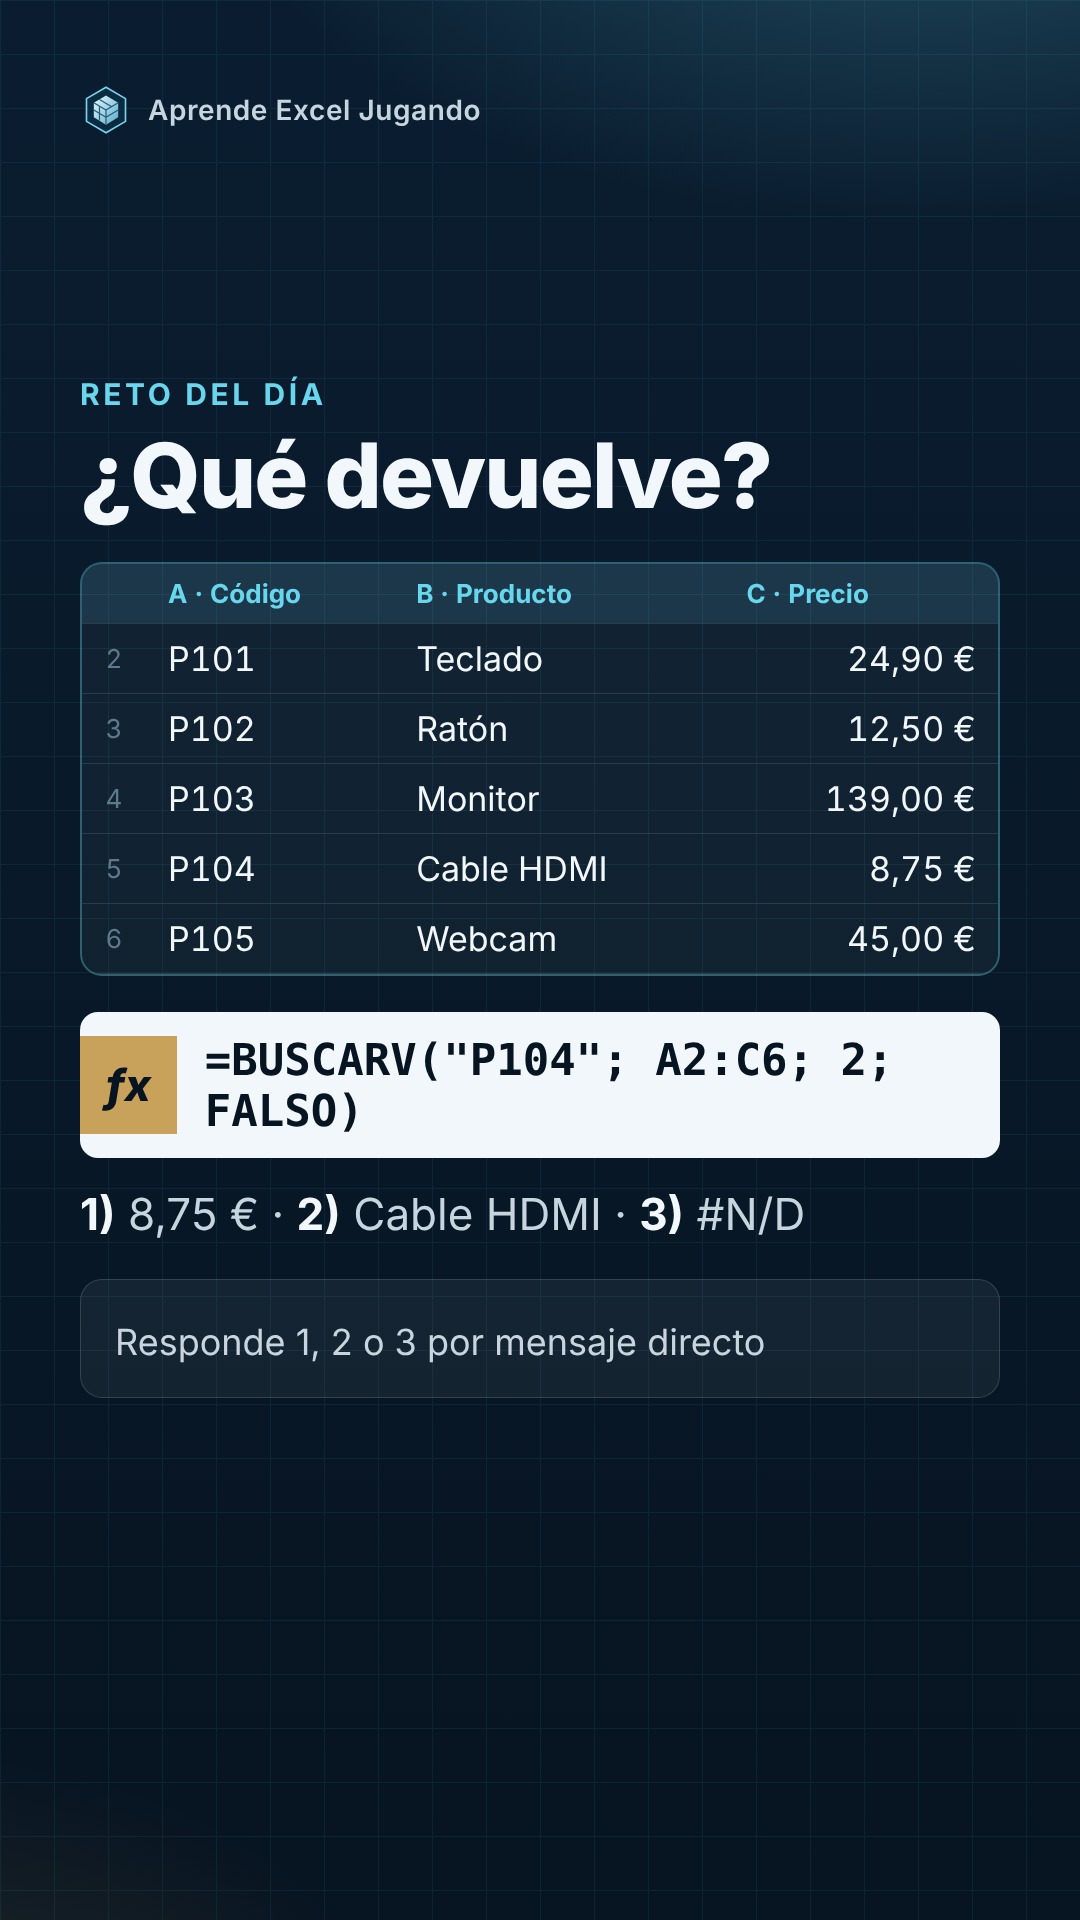 Aprende Excel Jugando
RETO DEL DÍA
¿Qué devuelve?
A · Código B · Producto C · Precio
2 P101 Teclado 24,90 €
3 P102 Ratón 12,50 €
4 P103 Monitor 139,00 €
5 P104 Cable HDMI 8,75 €
6 P105 Webcam 45,00 €
fx =BUSCARV("P104"; A2:C6; 2;
FALSO)
1) 8,75 € · 2) Cable HDMI · 3) #N/D
Responde 1, 2 o 3 por mensaje directo